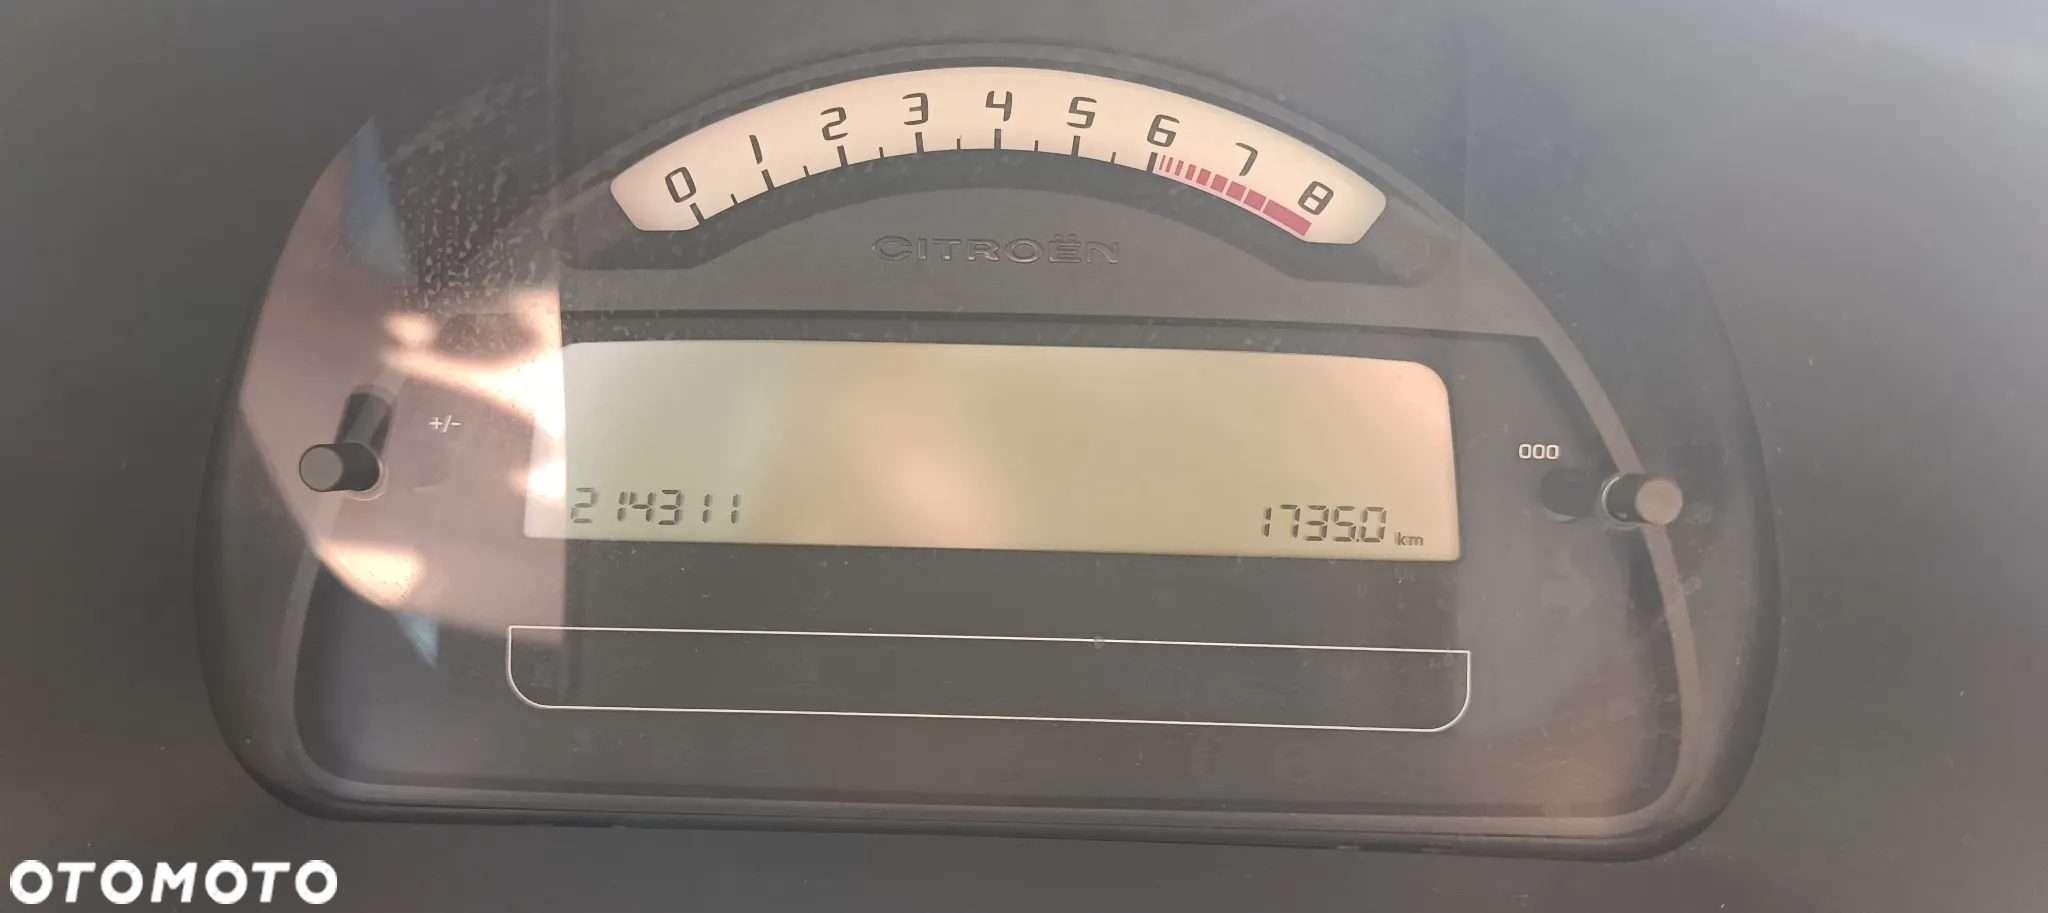 0 1 2 3 4 5 6 7 8
CITROËN
+/-
000
214311 1735.0 km
OTOMOTO